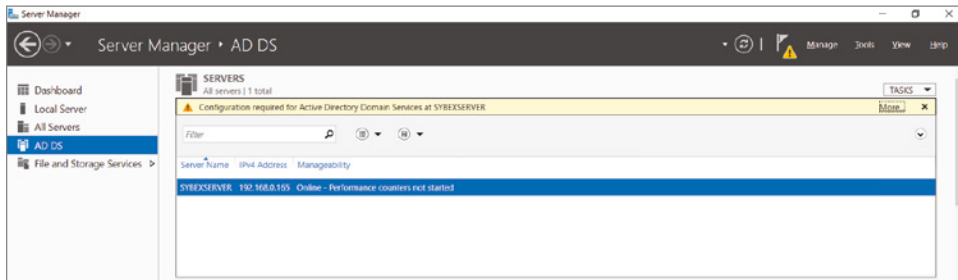 Server Manager
Server Manager • AD DS
Manage Tools View Help
Dashboard
Local Server
All Servers
AD DS
File and Storage Services
SERVERS
All servers | 1 total
TASKS
Configuration required for Active Directory Domain Services at SYBEXSERVER
More...
Filter
Server Name IPv4 Address Manageability
SYBEXSERVER 192.168.0.165 Online - Performance counters not started